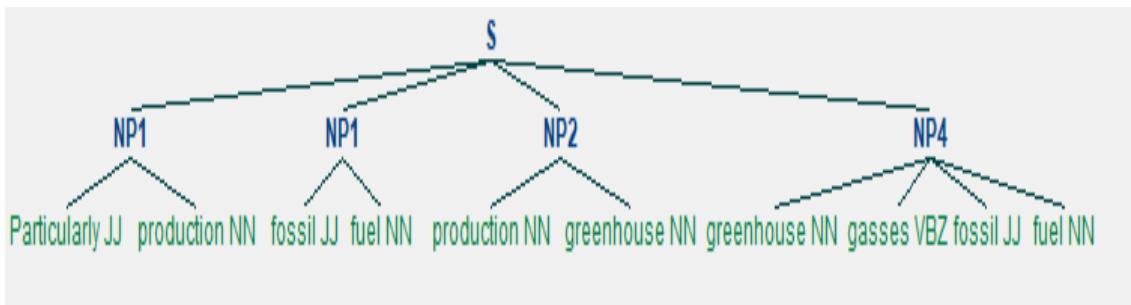 S
NP1 NP1 NP2 NP4
Particularly JJ production NN fossil JJ fuel NN production NN greenhouse NN greenhouse NN gasses VBZ fossil JJ fuel NN